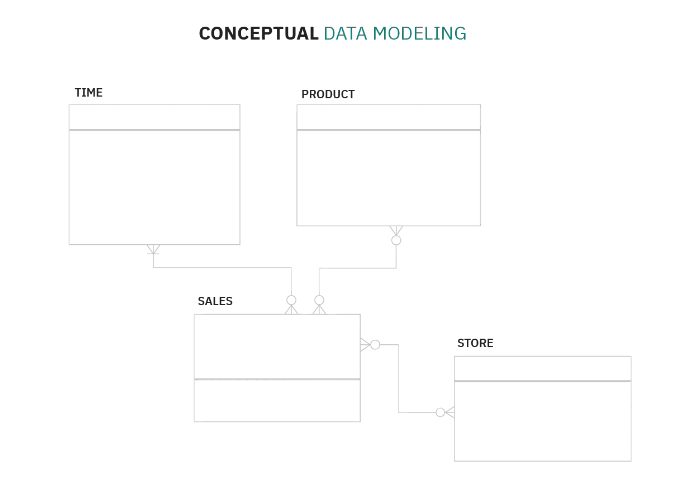 CONCEPTUAL DATA MODELING
TIME
PRODUCT
SALES
STORE